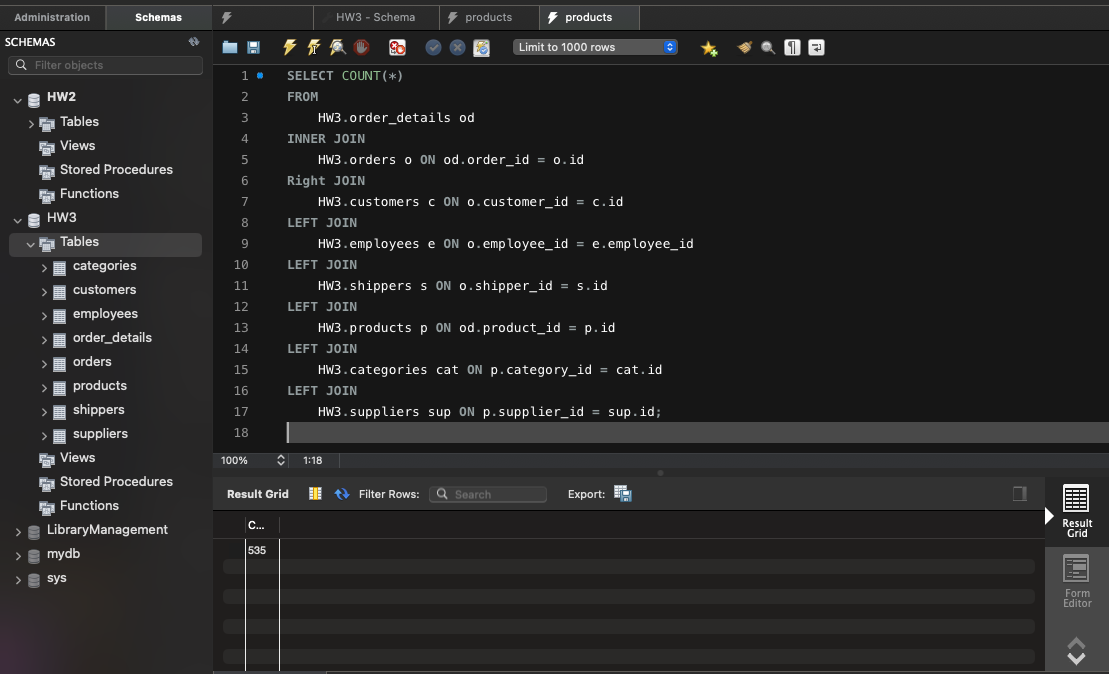 Administration Schemas HW3 - Schema products products
SCHEMAS
Filter objects
Limit to 1000 rows
HW2
Tables
Views
Stored Procedures
Functions
HW3
Tables
categories
customers
employees
order_details
orders
products
shippers
suppliers
Views
Stored Procedures
Functions
LibraryManagement
mydb
sys
1 SELECT COUNT(*)
2 FROM
3 HW3.order_details od
4 INNER JOIN
5 HW3.orders o ON od.order_id = o.id
6 Right JOIN
7 HW3.customers c ON o.customer_id = c.id
8 LEFT JOIN
9 HW3.employees e ON o.employee_id = e.employee_id
10 LEFT JOIN
11 HW3.shippers s ON o.shipper_id = s.id
12 LEFT JOIN
13 HW3.products p ON od.product_id = p.id
14 LEFT JOIN
15 HW3.categories cat ON p.category_id = cat.id
16 LEFT JOIN
17 HW3.suppliers sup ON p.supplier_id = sup.id;
18
100% 1:18
Result Grid Filter Rows: Search Export:
C...
535
Result
Grid
Form
Editor